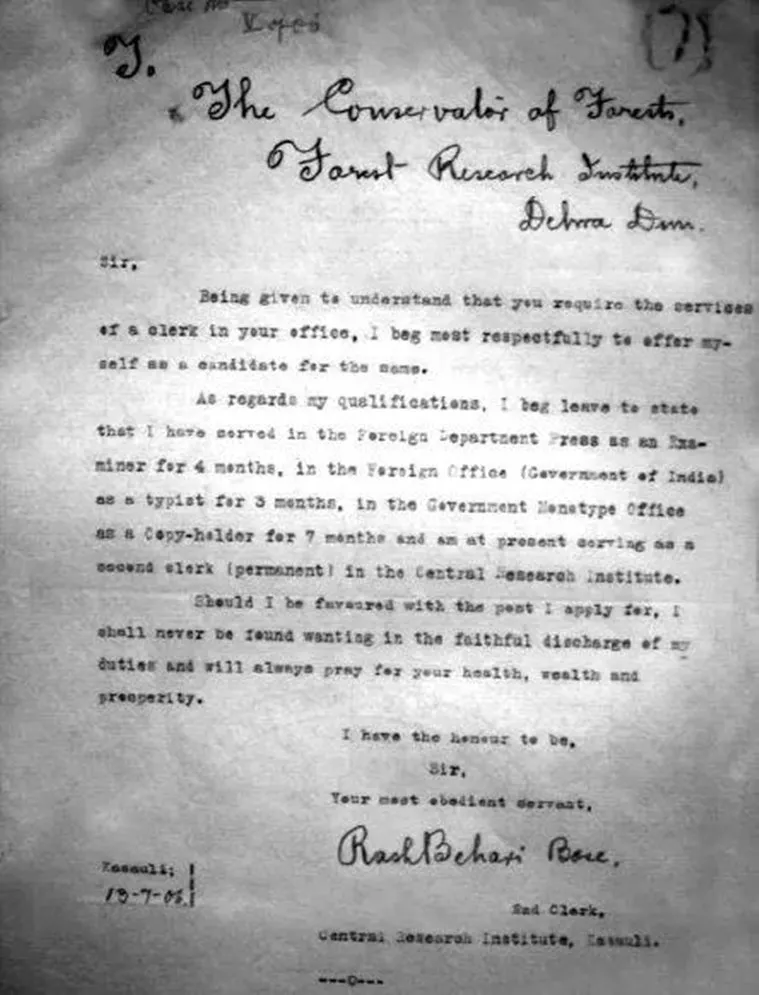 Case No
(7)
To
The Conservator of Forests,
Forest Research Institute,
Dehra Dun.
Sir,
Being given to understand that you require the services
of a clerk in your office, I beg most respectfully to offer my-
self as a candidate for the same.
As regards my qualifications, I beg leave to state
that I have served in the Foreign Department Press as an Exa-
miner for 4 months, in the Foreign Office (Government of India)
as a typist for 3 months, in the Government Monotype Office
as a Copy-holder for 7 months and am at present serving as a
second clerk (permanent) in the Central Research Institute.
Should I be favoured with the post I apply for, I
shall never be found wanting in the faithful discharge of my
duties and will always pray for your health, wealth and
prosperity.
I have the honour to be,
Sir,
Your most obedient servant,
RashBehari Bose,
Kasauli;
13-7-06.
2nd Clerk,
Central Research Institute, Kasauli.
---o---